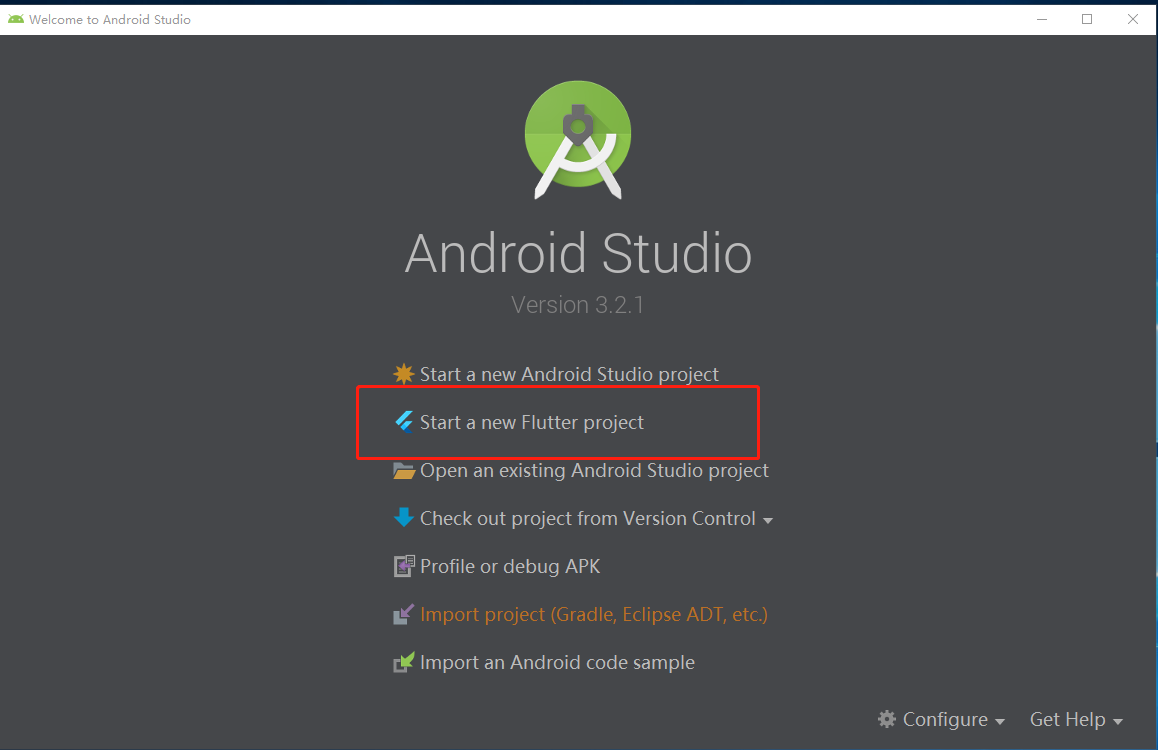 Welcome to Android Studio
Android Studio
Version 3.2.1
Start a new Android Studio project
Start a new Flutter project
Open an existing Android Studio project
Check out project from Version Control
Profile or debug APK
Import project (Gradle, Eclipse ADT, etc.)
Import an Android code sample
Configure
Get Help